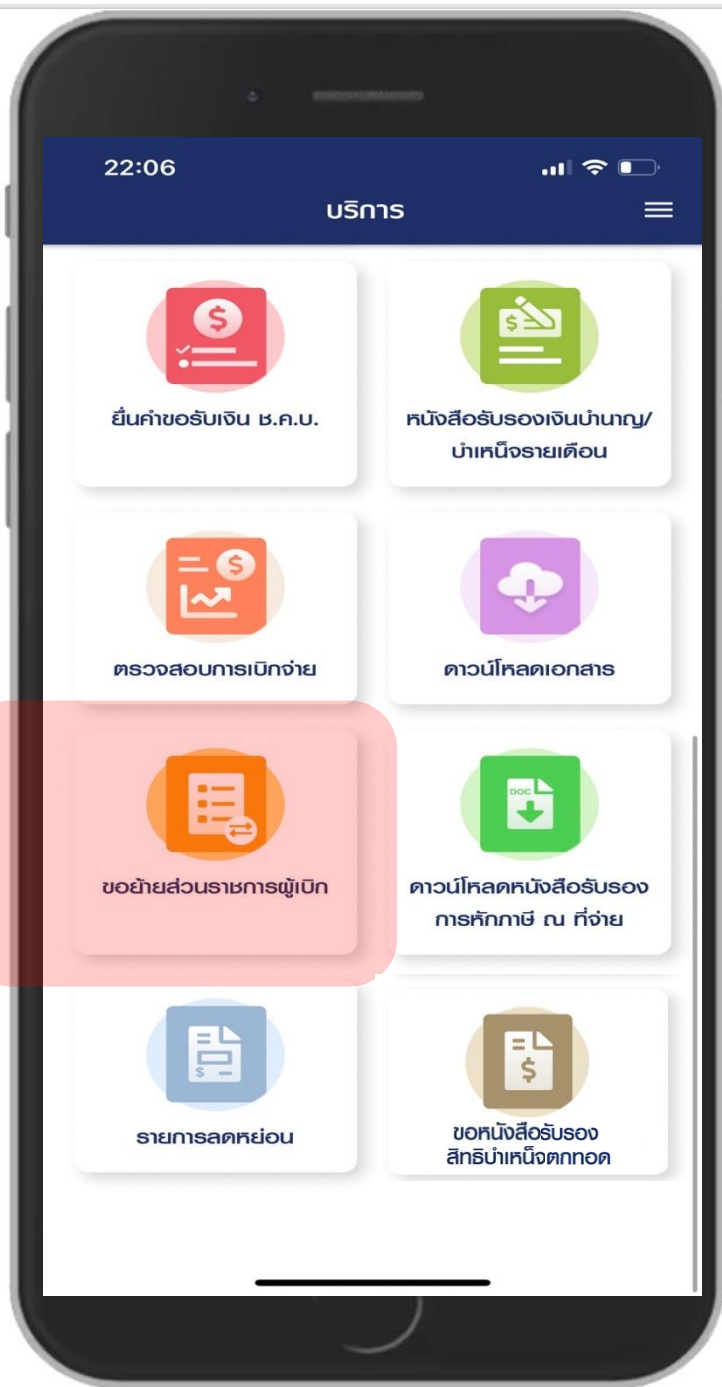 22:06
บริการ
ยื่นคำขอรับเงิน ช.ค.บ.
หนังสือรับรองเงินบำนาญ/
บำเหน็จรายเดือน
ตรวจสอบการเบิกจ่าย
ดาวน์โหลดเอกสาร
ขอย้ายส่วนราชการผู้เบิก
DOC
ดาวน์โหลดหนังสือรับรอง
การหักภาษี ณ ที่จ่าย
รายการลดหย่อน
ขอหนังสือรับรอง
สิทธิบำเหน็จตกทอด